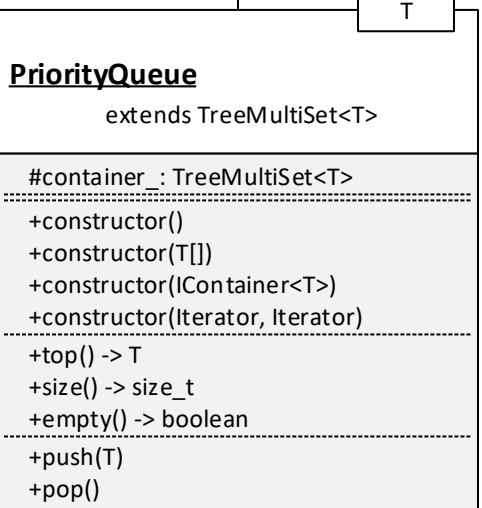 T
PriorityQueue
extends TreeMultiSet<T>
#container_: TreeMultiSet<T>
+constructor()
+constructor(T[])
+constructor(IContainer<T>)
+constructor(Iterator, Iterator)
+top() -> T
+size() -> size_t
+empty() -> boolean
+push(T)
+pop()